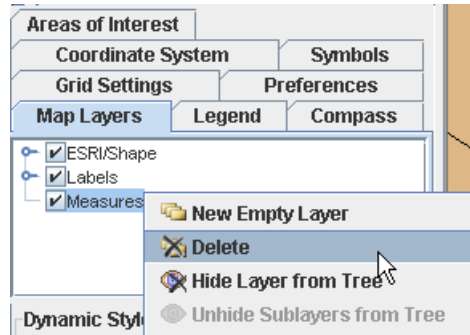 Areas of Interest
Coordinate System Symbols
Grid Settings Preferences
Map Layers Legend Compass
ESRI/Shape
Labels
Measures
New Empty Layer
Delete
Hide Layer from Tree
Unhide Sublayers from Tree
Dynamic